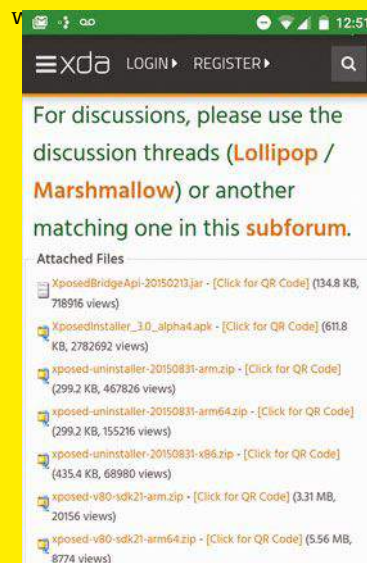 w
12:51
xda LOGIN REGISTER
For discussions, please use the
discussion threads (Lollipop /
Marshmallow) or another
matching one in this subforum.
Attached Files
XposedBridgeApi-20150213.jar - [Click for QR Code] (134.8 KB,
718916 views)
XposedInstaller_3.0_alpha4.apk - [Click for QR Code] (611.8
KB, 2782692 views)
xposed-uninstaller-20150831-arm.zip - [Click for QR Code]
(299.2 KB, 467826 views)
xposed-uninstaller-20150831-arm64.zip - [Click for QR Code]
(299.2 KB, 155216 views)
xposed-uninstaller-20150831-x86.zip - [Click for QR Code]
(435.4 KB, 68980 views)
xposed-v80-sdk21-arm.zip - [Click for QR Code] (3.31 MB,
20156 views)
xposed-v80-sdk21-arm64.zip - [Click for QR Code] (5.56 MB,
8774 views)